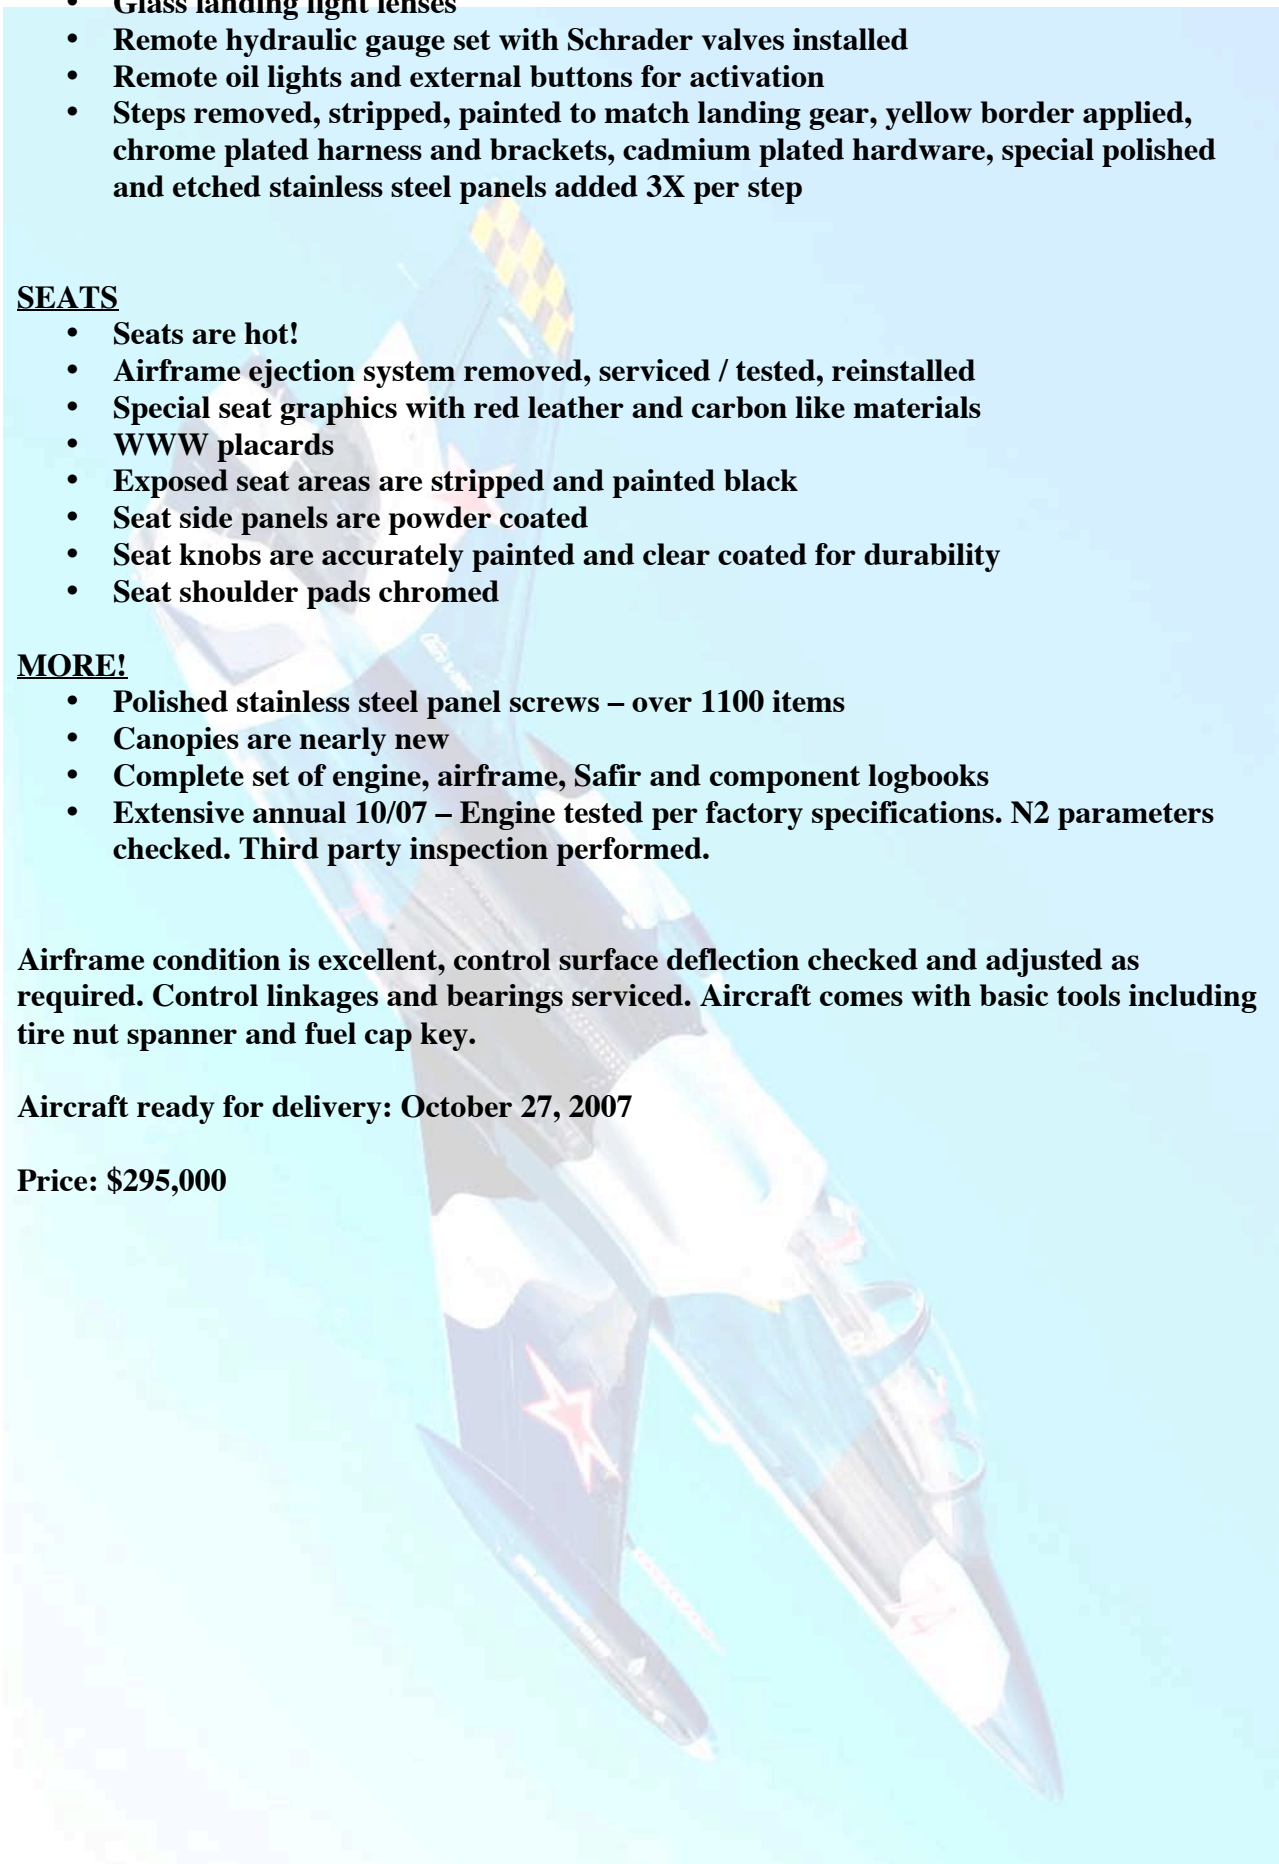 • Glass landing light lenses
• Remote hydraulic gauge set with Schrader valves installed
• Remote oil lights and external buttons for activation
• Steps removed, stripped, painted to match landing gear, yellow border applied,
chrome plated harness and brackets, cadmium plated hardware, special polished
and etched stainless steel panels added 3X per step
SEATS
• Seats are hot!
• Airframe ejection system removed, serviced / tested, reinstalled
• Special seat graphics with red leather and carbon like materials
• WWW placards
• Exposed seat areas are stripped and painted black
• Seat side panels are powder coated
• Seat knobs are accurately painted and clear coated for durability
• Seat shoulder pads chromed
MORE!
• Polished stainless steel panel screws – over 1100 items
• Canopies are nearly new
• Complete set of engine, airframe, Safir and component logbooks
• Extensive annual 10/07 – Engine tested per factory specifications. N2 parameters
checked. Third party inspection performed.
Airframe condition is excellent, control surface deflection checked and adjusted as
required. Control linkages and bearings serviced. Aircraft comes with basic tools including
tire nut spanner and fuel cap key.
Aircraft ready for delivery: October 27, 2007
Price: $295,000
14